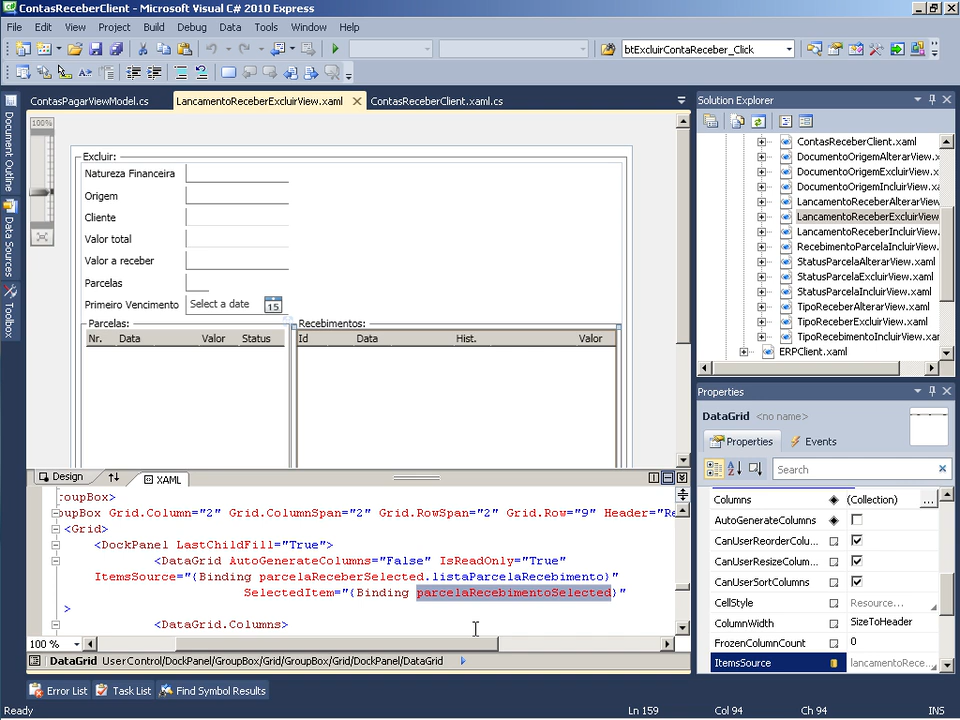 ContasReceberClient - Microsoft Visual C# 2010 Express
File Edit View Project Build Debug Data Tools Window Help
btExcluirContaReceber_Click
ContasPagarViewModel.cs LancamentoReceberExcluirView.xaml ContasReceberClient.xaml.cs
Document Outline
Data Sources
Toolbox
100%
Excluir:
Natureza Financeira
Origem
Cliente
Valor total
Valor a receber
Parcelas
Primeiro Vencimento Select a date 15
Parcelas: Recebimentos:
Nr. Data Valor Status Id Data Hist. Valor
Design XAML
roupBox>
oupBox Grid.Column="2" Grid.ColumnSpan="2" Grid.RowSpan="2" Grid.Row="9" Header="Re
<Grid>
<DockPanel LastChildFill="True">
<DataGrid AutoGenerateColumns="False" IsReadOnly="True"
ItemsSource="{Binding parcelaReceberSelected.listaParcelaRecebimento}"
SelectedItem="{Binding parcelaRecebimentoSelected}"
>
<DataGrid.Columns>
100 %
DataGrid UserControl/DockPanel/GroupBox/Grid/GroupBox/Grid/DockPanel/DataGrid
Error List Task List Find Symbol Results
Ready Ln 159 Col 94 Ch 94 INS
Solution Explorer
ContasReceberClient.xaml
DocumentoOrigemAlterarView.x
DocumentoOrigemExcluirView.x
DocumentoOrigemIncluirView.xa
LancamentoReceberAlterarView
LancamentoReceberExcluirView
LancamentoReceberIncluirView.
RecebimentoParcelaIncluirView.
StatusParcelaAlterarView.xaml
StatusParcelaExcluirView.xaml
StatusParcelaIncluirView.xaml
TipoReceberAlterarView.xaml
TipoReceberExcluirView.xaml
TipoRecebimentoIncluirView.xa
ERPClient.xaml
Properties
DataGrid <no name>
Properties Events
Search
Columns (Collection) ...
AutoGenerateColumns
CanUserReorderColu...
CanUserResizeColum...
CanUserSortColumns
CellStyle Resource...
ColumnWidth SizeToHeader
FrozenColumnCount 0
ItemsSource lancamentoRece...